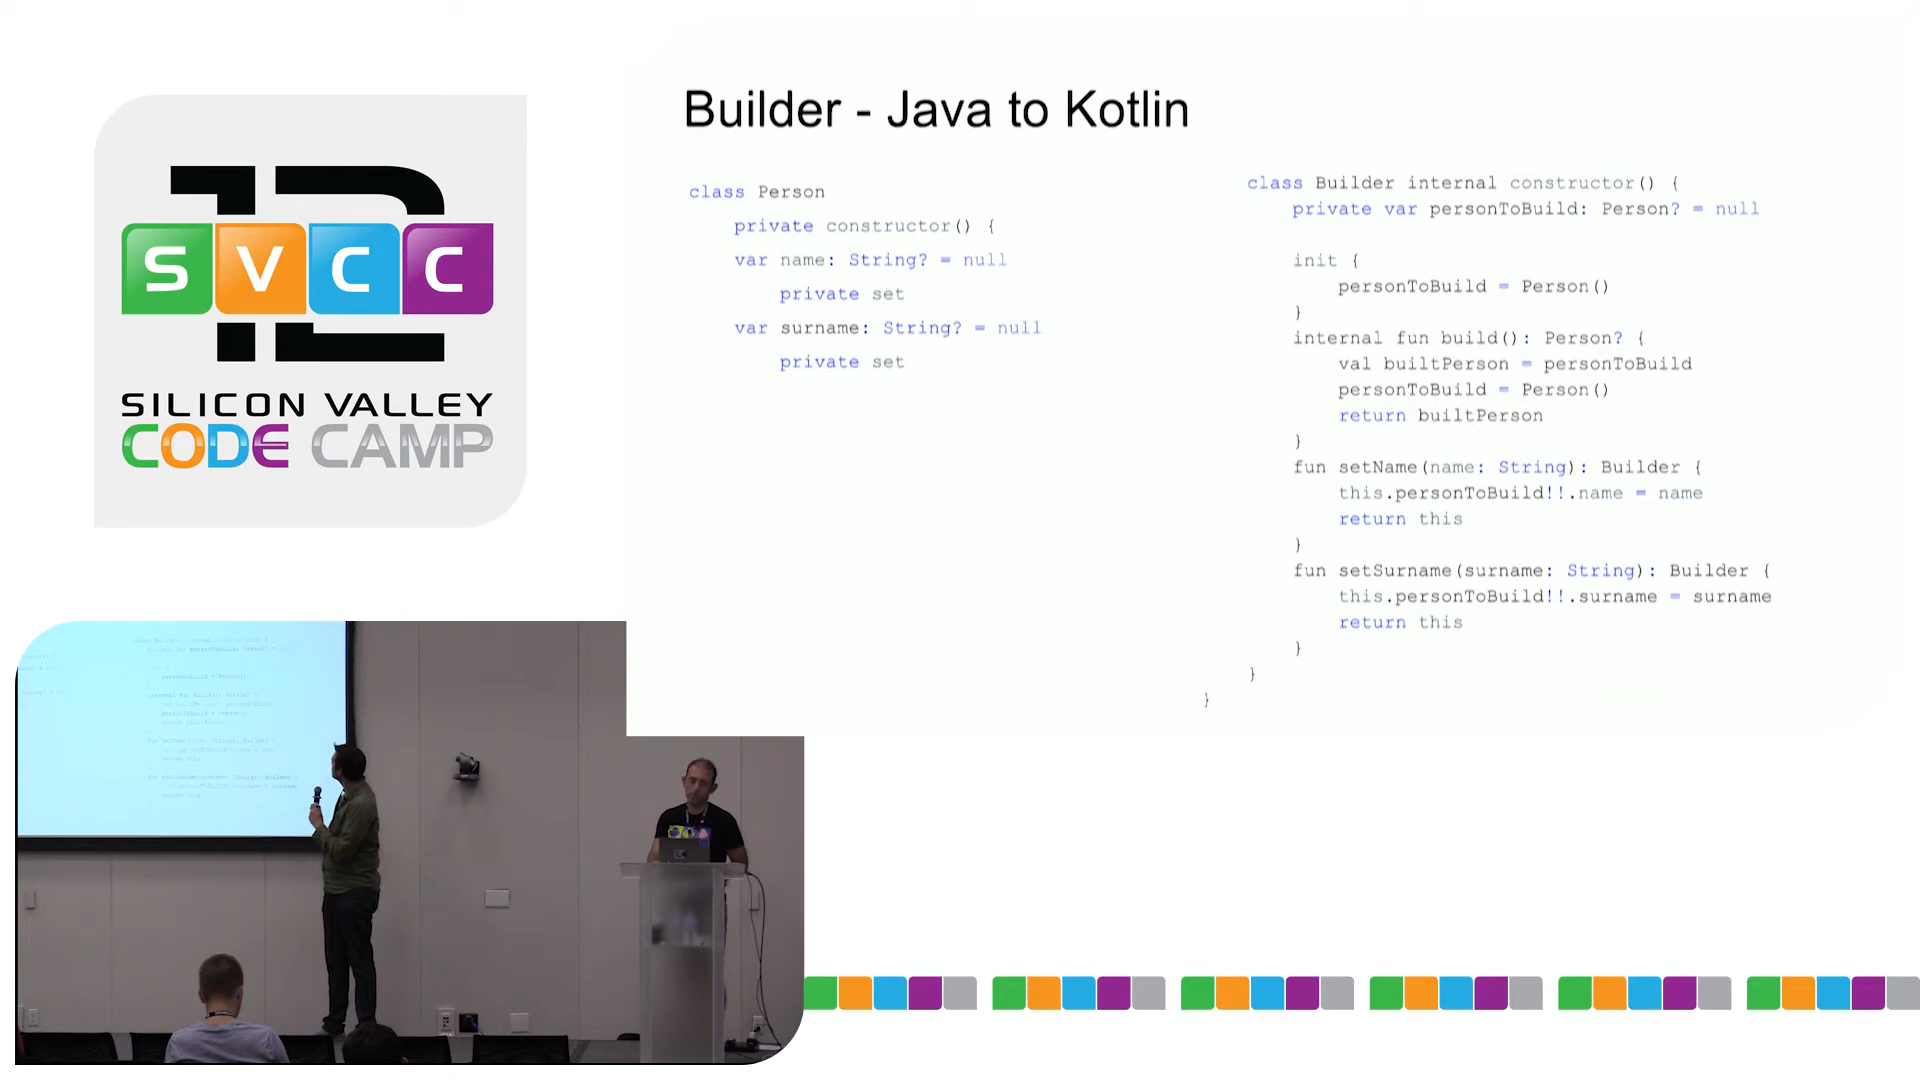 12
SVCC
SILICON VALLEY
CODE CAMP
Builder - Java to Kotlin
class Person
private constructor() {
var name: String? = null
private set
var surname: String? = null
private set
class Builder internal constructor() {
private var personToBuild: Person? = null
init {
personToBuild = Person()
}
internal fun build(): Person? {
val builtPerson = personToBuild
personToBuild = Person()
return builtPerson
}
fun setName(name: String): Builder {
this.personToBuild!!.name = name
return this
}
fun setSurname(surname: String): Builder {
this.personToBuild!!.surname = surname
return this
}
}
}